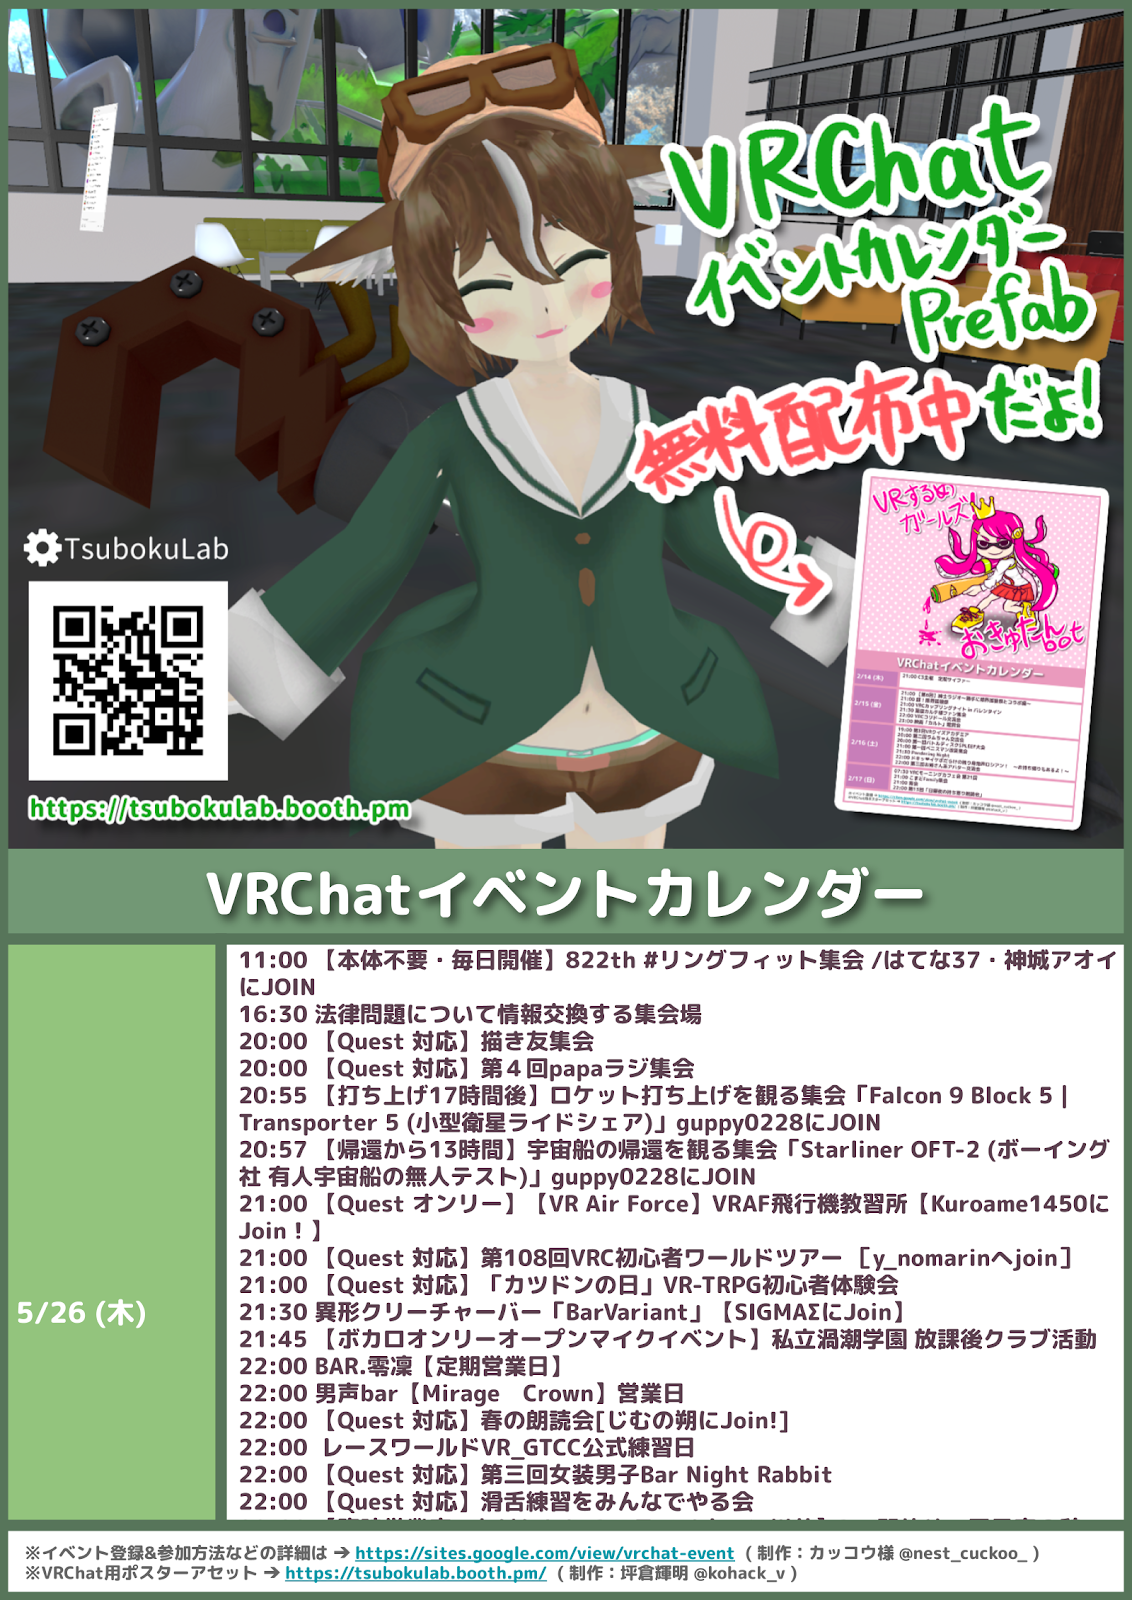 VRChat
イベントカレンダー
Prefab
無料配布中だよ!
VRするめ
ガールズ
おきゅたん
bot
VRChatイベントカレンダー
2/14 (木)
2/15 (金)
2/16 (土)
2/17 (日)
TsubokuLab
https://tsubokulab.booth.pm
VRChatイベントカレンダー
5/26 (木)
11:00 【本体不要・毎日開催】822th #リングフィット集会 /はてな37・神城アオイ
にJOIN
16:30 法律問題について情報交換する集会場
20:00 【Quest 対応】描き友集会
20:00 【Quest 対応】第４回papaラジ集会
20:55 【打ち上げ17時間後】ロケット打ち上げを観る集会「Falcon 9 Block 5 |
Transporter 5 (小型衛星ライドシェア)」guppy0228にJOIN
20:57 【帰還から13時間】宇宙船の帰還を観る集会「Starliner OFT-2 (ボーイング
社 有人宇宙船の無人テスト)」guppy0228にJOIN
21:00 【Quest オンリー】【VR Air Force】VRAF飛行機教習所【Kuroame1450に
Join！】
21:00 【Quest 対応】第108回VRC初心者ワールドツアー ［y_nomarinへjoin］
21:00 【Quest 対応】「カツドンの日」VR-TRPG初心者体験会
21:30 異形クリーチャーバー「BarVariant」【SIGMAΣにJoin】
21:45 【ボカロオンリーオープンマイクイベント】私立渦潮学園 放課後クラブ活動
22:00 BAR.零凜【定期営業日】
22:00 男声bar【Mirage　Crown】営業日
22:00 【Quest 対応】春の朗読会[じむの朔にJoin!]
22:00 レースワールドVR_GTCC公式練習日
22:00 【Quest 対応】第三回女装男子Bar Night Rabbit
22:00 【Quest 対応】滑舌練習をみんなでやる会
※イベント登録&参加方法などの詳細は ➔ https://sites.google.com/view/vrchat-event ( 制作：カッコウ様 @nest_cuckoo_ )
※VRChat用ポスターアセット ➔ https://tsubokulab.booth.pm/ ( 制作：坪倉輝明 @kohack_v )